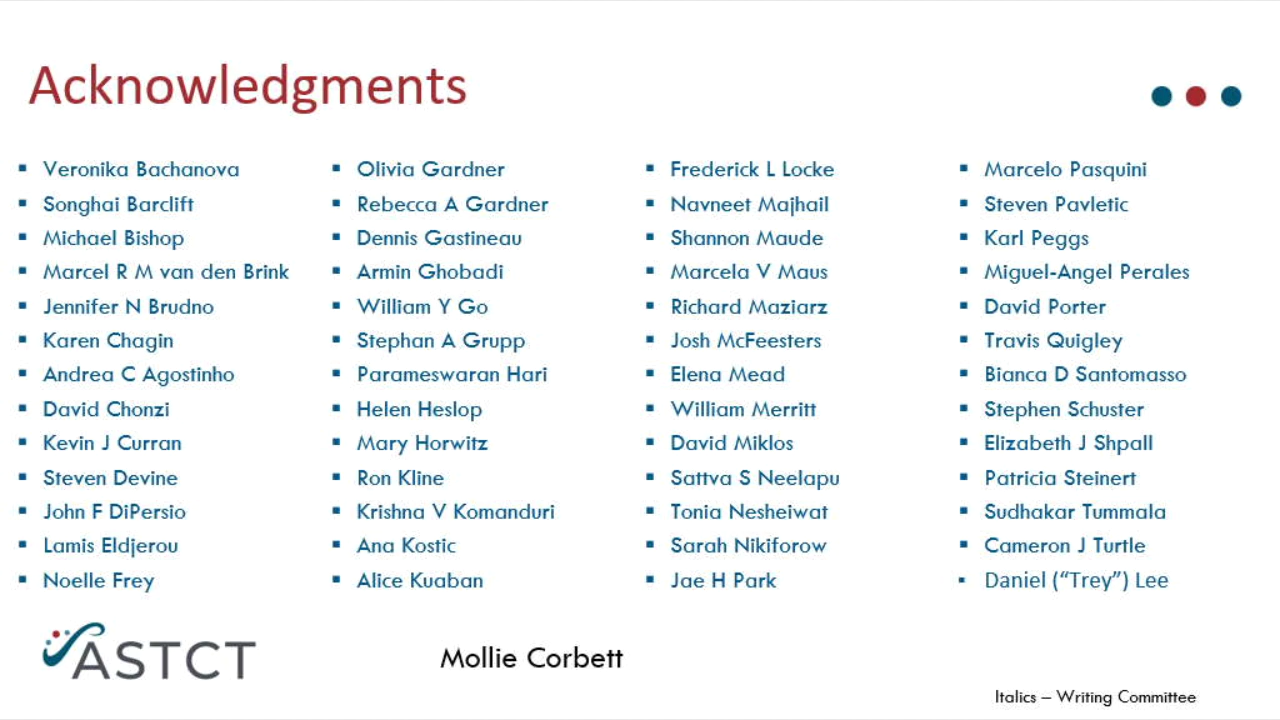 Acknowledgments
▪ Veronika Bachanova
▪ Songhai Barclift
▪ Michael Bishop
▪ Marcel R M van den Brink
▪ Jennifer N Brudno
▪ Karen Chagin
▪ Andrea C Agostinho
▪ David Chonzi
▪ Kevin J Curran
▪ Steven Devine
▪ John F DiPersio
▪ Lamis Eldjerou
▪ Noelle Frey
▪ Olivia Gardner
▪ Rebecca A Gardner
▪ Dennis Gastineau
▪ Armin Ghobadi
▪ William Y Go
▪ Stephan A Grupp
▪ Parameswaran Hari
▪ Helen Heslop
▪ Mary Horwitz
▪ Ron Kline
▪ Krishna V Komanduri
▪ Ana Kostic
▪ Alice Kuaban
▪ Frederick L Locke
▪ Navneet Majhail
▪ Shannon Maude
▪ Marcela V Maus
▪ Richard Maziarz
▪ Josh McFeesters
▪ Elena Mead
▪ William Merritt
▪ David Miklos
▪ Sattva S Neelapu
▪ Tonia Nesheiwat
▪ Sarah Nikiforow
▪ Jae H Park
▪ Marcelo Pasquini
▪ Steven Pavletic
▪ Karl Peggs
▪ Miguel-Angel Perales
▪ David Porter
▪ Travis Quigley
▪ Bianca D Santomasso
▪ Stephen Schuster
▪ Elizabeth J Shpall
▪ Patricia Steinert
▪ Sudhakar Tummala
▪ Cameron J Turtle
▪ Daniel (“Trey”) Lee
ASTCT
Mollie Corbett
Italics – Writing Committee